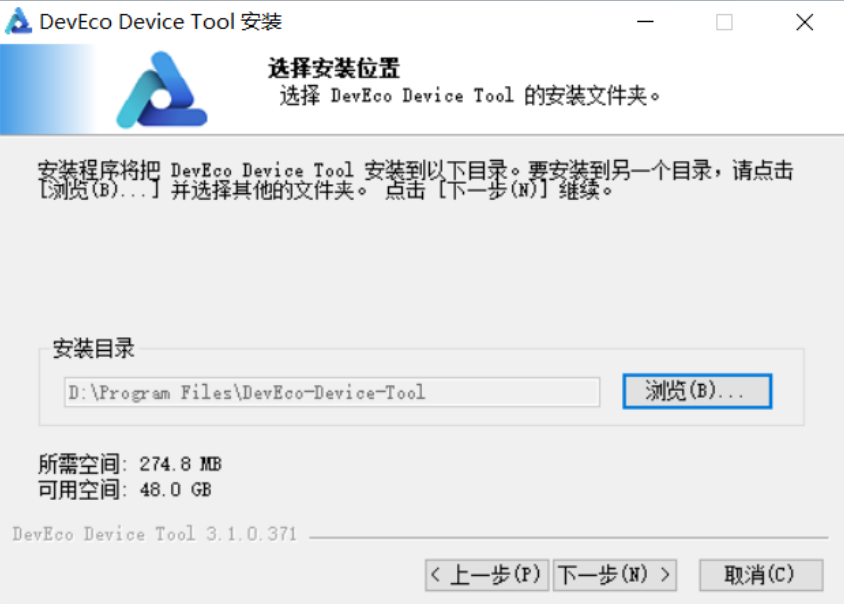 DevEco Device Tool 安装
选择安装位置
选择 DevEco Device Tool 的安装文件夹。
安装程序将把 DevEco Device Tool 安装到以下目录。要安装到另一个目录，请点击
[浏览(B)...] 并选择其他的文件夹。 点击 [下一步(N)] 继续。
安装目录
D:\Program Files\DevEco-Device-Tool
浏览(B)...
所需空间: 274.8 MB
可用空间: 48.0 GB
DevEco Device Tool 3.1.0.371
< 上一步(P) 下一步(N) > 取消(C)